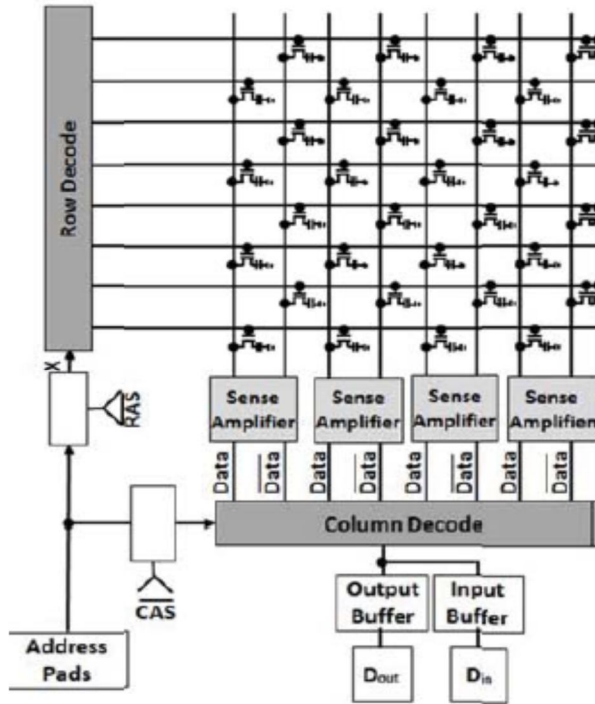 Row Decode
X
RAS
Sense
Amplifier
Sense
Amplifier
Sense
Amplifier
Sense
Amplifier
Data
Data
Data
Data
Data
Data
Data
Data
Column Decode
CAS
Output
Buffer
Input
Buffer
Address
Pads
Dout
Din